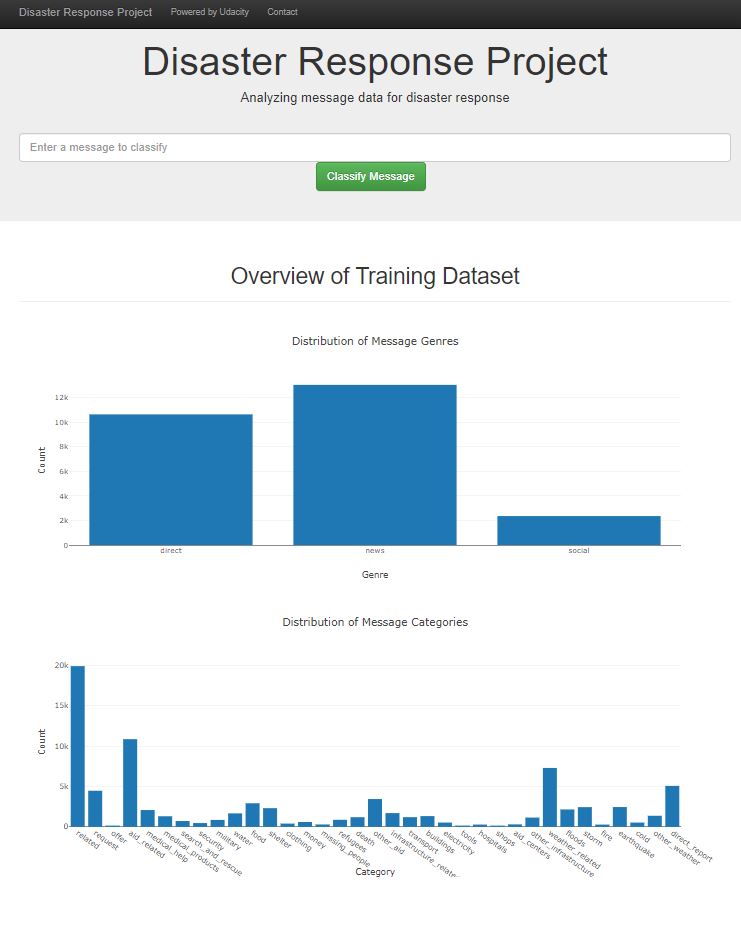 Disaster Response Project Powered by Udacity Contact
Disaster Response Project
Analyzing message data for disaster response
Enter a message to classify
Classify Message
Overview of Training Dataset
Distribution of Message Genres
Count
12k
10k
8k
6k
4k
2k
0
direct news social
Genre
Distribution of Message Categories
Count
20k
15k
10k
5k
0
related
request
offer
aid_related
medical_help
medical_products
search_and_rescue
security
military
water
food
shelter
clothing
money
missing_people
refugees
death
other_aid
infrastructure_relate
transport
buildings
electricity
tools
hospitals
shops
aid_centers
other_infrastructure
weather_related
floods
storm
fire
earthquake
cold
other_weather
direct_report
Category